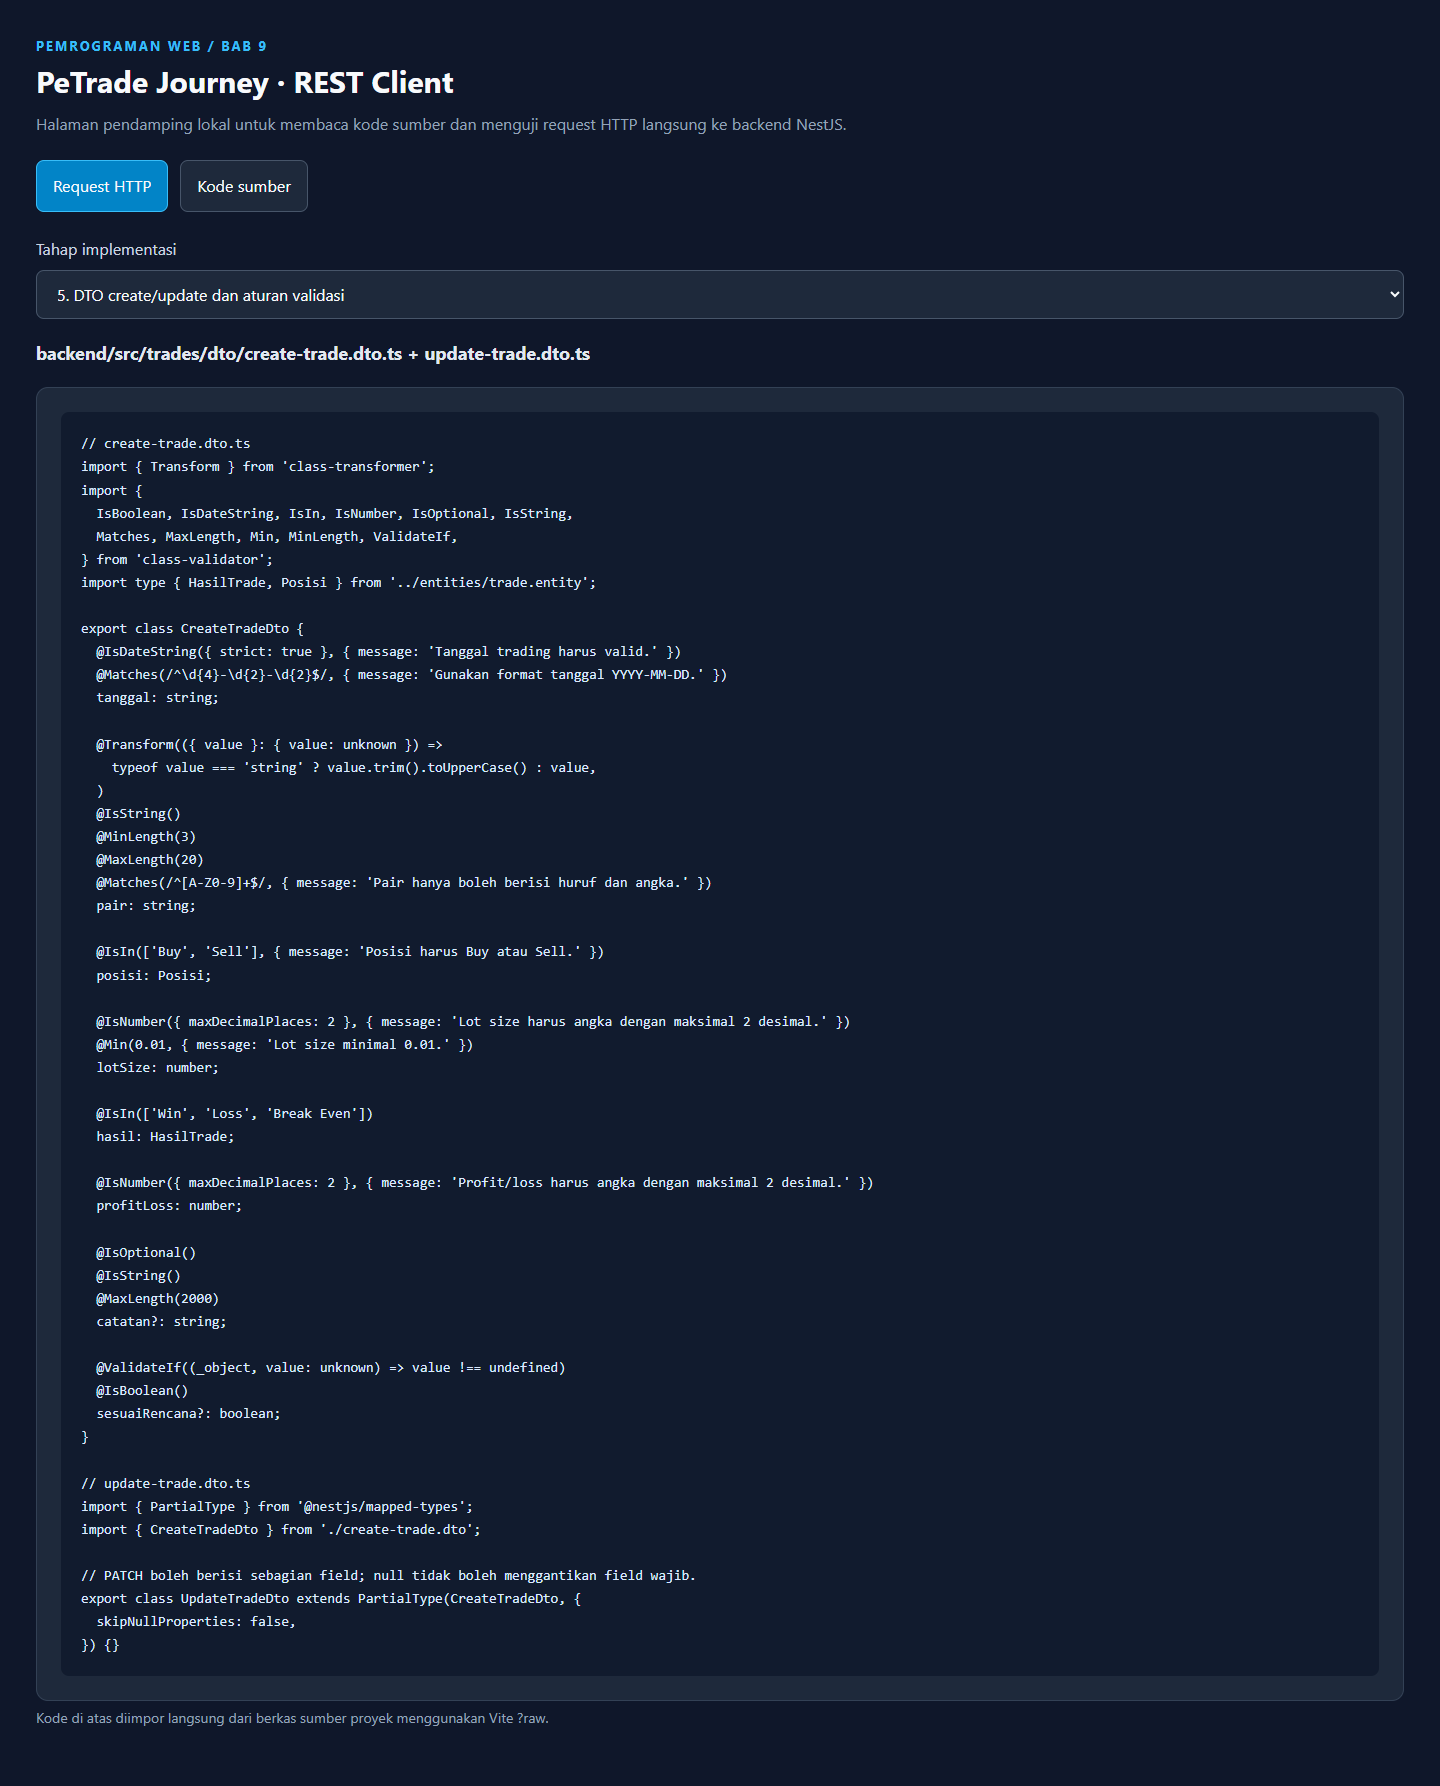 PEMROGRAMAN WEB / BAB 9
PeTrade Journey · REST Client
Halaman pendamping lokal untuk membaca kode sumber dan menguji request HTTP langsung ke backend NestJS.
Request HTTP
Kode sumber
Tahap implementasi
5. DTO create/update dan aturan validasi
backend/src/trades/dto/create-trade.dto.ts + update-trade.dto.ts
// create-trade.dto.ts
import { Transform } from 'class-transformer';
import {
  IsBoolean, IsDateString, IsIn, IsNumber, IsOptional, IsString,
  Matches, MaxLength, Min, MinLength, ValidateIf,
} from 'class-validator';
import type { HasilTrade, Posisi } from '../entities/trade.entity';

export class CreateTradeDto {
  @IsDateString({ strict: true }, { message: 'Tanggal trading harus valid.' })
  @Matches(/^\d{4}-\d{2}-\d{2}$/, { message: 'Gunakan format tanggal YYYY-MM-DD.' })
  tanggal: string;

  @Transform(({ value }: { value: unknown }) =>
    typeof value === 'string' ? value.trim().toUpperCase() : value,
  )
  @IsString()
  @MinLength(3)
  @MaxLength(20)
  @Matches(/^[A-Z0-9]+$/, { message: 'Pair hanya boleh berisi huruf dan angka.' })
  pair: string;

  @IsIn(['Buy', 'Sell'], { message: 'Posisi harus Buy atau Sell.' })
  posisi: Posisi;

  @IsNumber({ maxDecimalPlaces: 2 }, { message: 'Lot size harus angka dengan maksimal 2 desimal.' })
  @Min(0.01, { message: 'Lot size minimal 0.01.' })
  lotSize: number;

  @IsIn(['Win', 'Loss', 'Break Even'])
  hasil: HasilTrade;

  @IsNumber({ maxDecimalPlaces: 2 }, { message: 'Profit/loss harus angka dengan maksimal 2 desimal.' })
  profitLoss: number;

  @IsOptional()
  @IsString()
  @MaxLength(2000)
  catatan?: string;

  @ValidateIf((_object, value: unknown) => value !== undefined)
  @IsBoolean()
  sesuaiRencana?: boolean;
}

// update-trade.dto.ts
import { PartialType } from '@nestjs/mapped-types';
import { CreateTradeDto } from './create-trade.dto';

// PATCH boleh berisi sebagian field; null tidak boleh menggantikan field wajib.
export class UpdateTradeDto extends PartialType(CreateTradeDto, {
  skipNullProperties: false,
}) {}
Kode di atas diimpor langsung dari berkas sumber proyek menggunakan Vite ?raw.